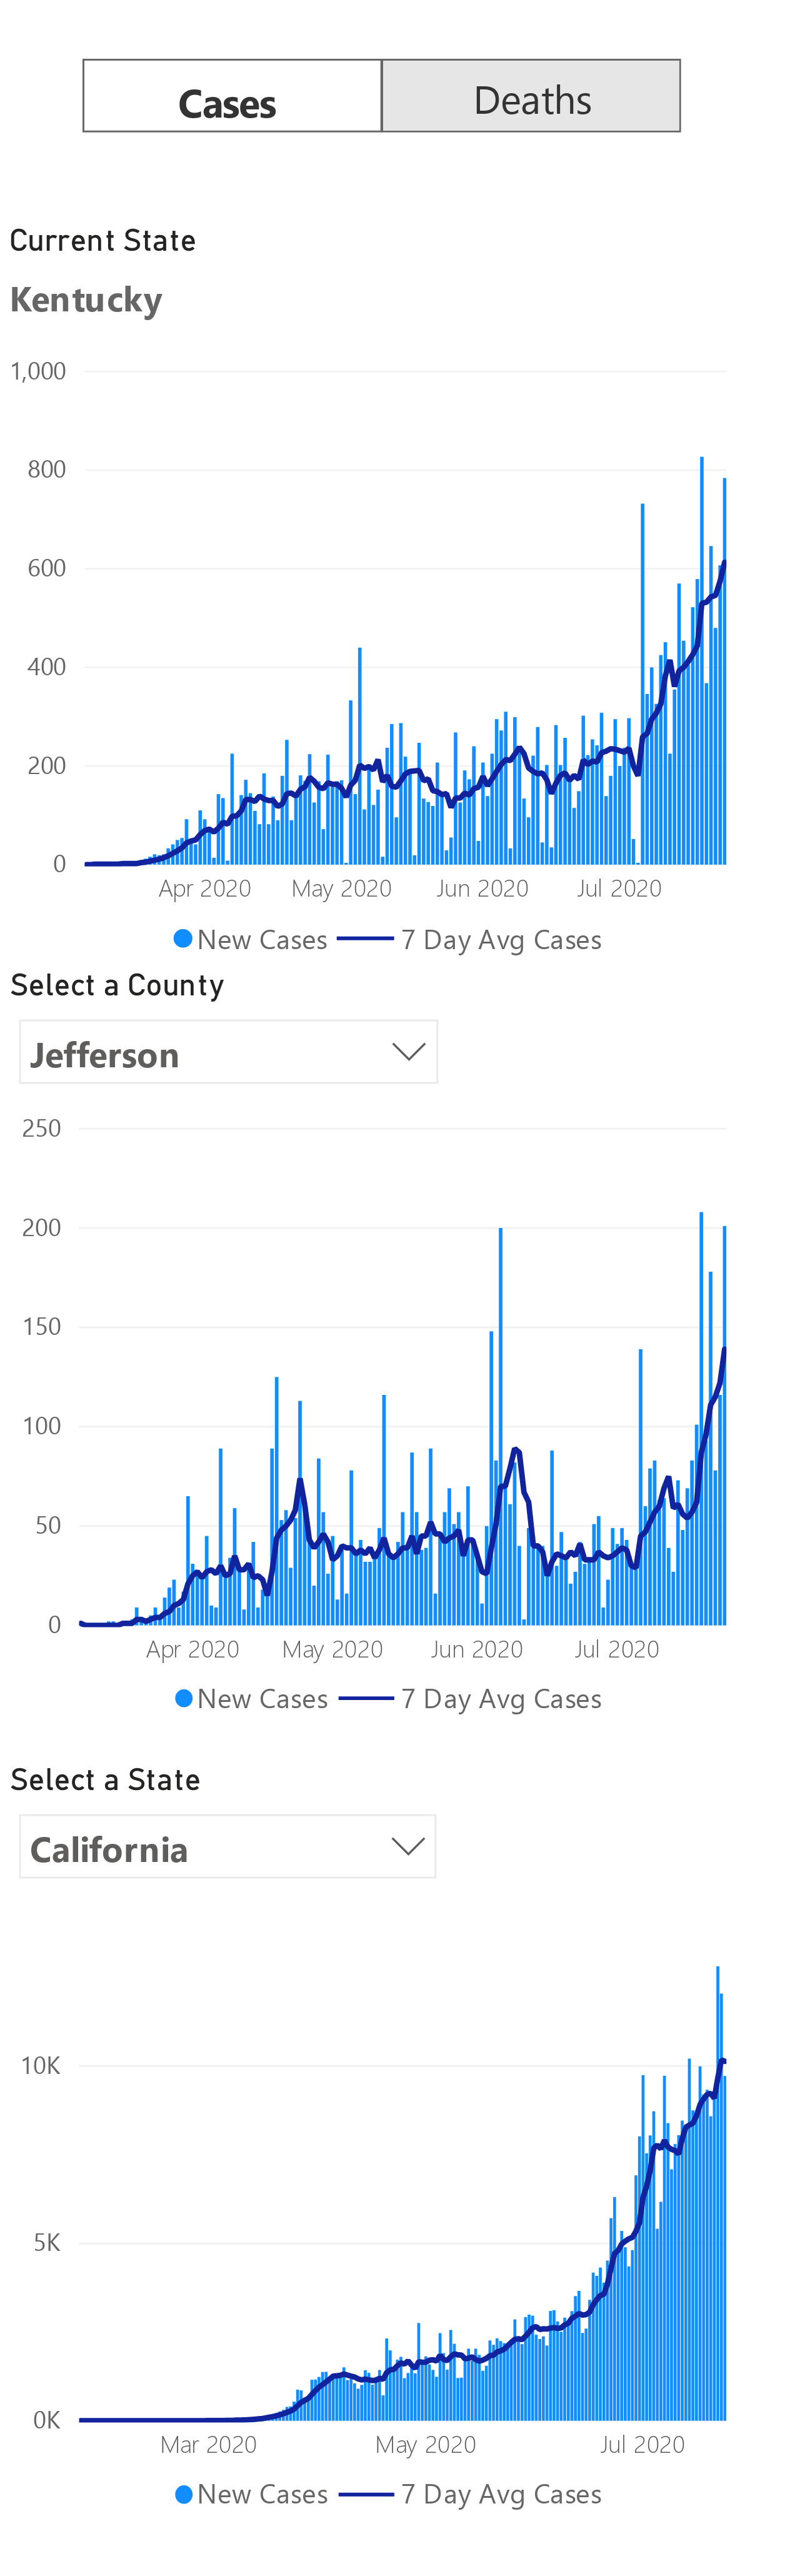 Cases Deaths
Current State
Kentucky
1,000
800
600
400
200
0
Apr 2020 May 2020 Jun 2020 Jul 2020
New Cases 7 Day Avg Cases
Select a County
Jefferson
250
200
150
100
50
0
Apr 2020 May 2020 Jun 2020 Jul 2020
New Cases 7 Day Avg Cases
Select a State
California
10K
5K
0K
Mar 2020 May 2020 Jul 2020
New Cases 7 Day Avg Cases